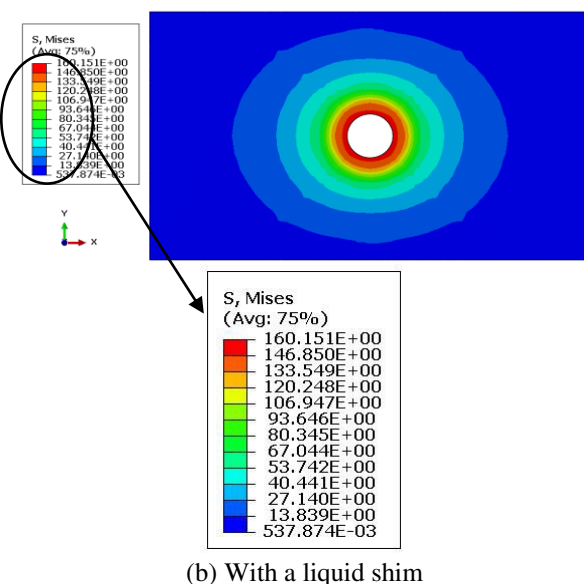 S, Mises
(Avg: 75%)
160.151E+00
146.850E+00
133.549E+00
120.248E+00
106.947E+00
93.646E+00
80.345E+00
67.044E+00
53.742E+00
40.441E+00
27.140E+00
13.839E+00
537.874E-03
Y
X
S, Mises
(Avg: 75%)
160.151E+00
146.850E+00
133.549E+00
120.248E+00
106.947E+00
93.646E+00
80.345E+00
67.044E+00
53.742E+00
40.441E+00
27.140E+00
13.839E+00
537.874E-03
(b) With a liquid shim